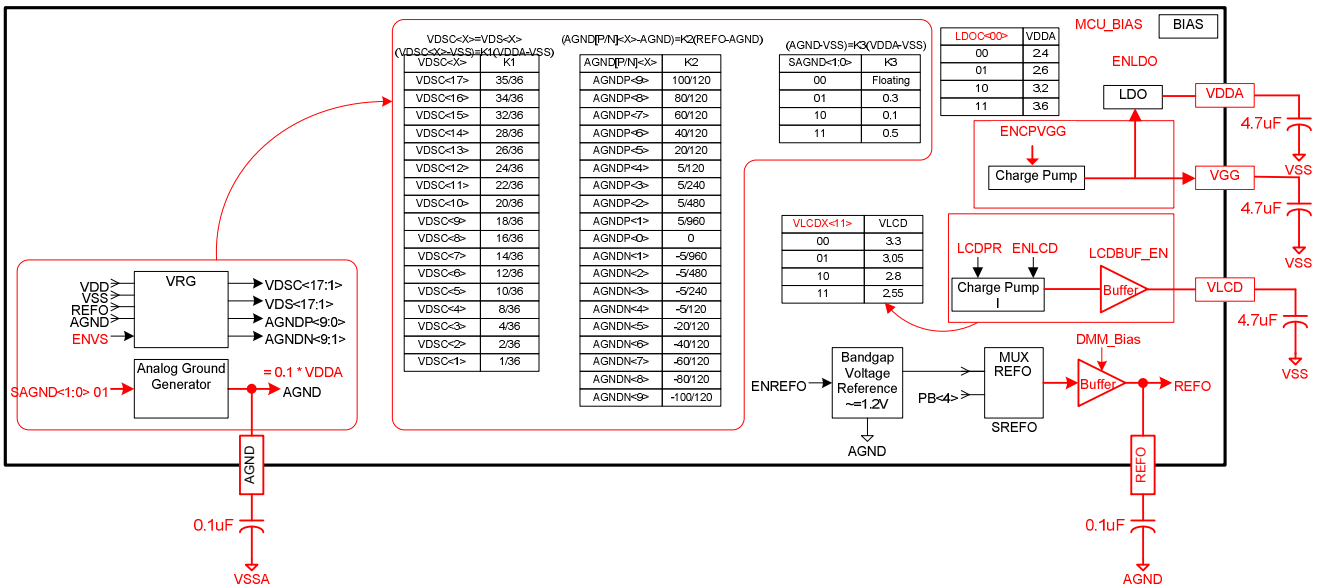 MCU_BIAS
BIAS
VDSC<X>=VDS<X>
(VDSC<X>-VSS)=K1(VDDA-VSS)
VDSC<X> K1
VDSC<17> 35/36
VDSC<16> 34/36
VDSC<15> 32/36
VDSC<14> 28/36
VDSC<13> 26/36
VDSC<12> 24/36
VDSC<11> 22/36
VDSC<10> 20/36
VDSC<9> 18/36
VDSC<8> 16/36
VDSC<7> 14/36
VDSC<6> 12/36
VDSC<5> 10/36
VDSC<4> 8/36
VDSC<3> 4/36
VDSC<2> 2/36
VDSC<1> 1/36
(AGND[P/N]<X>-AGND)=K2(REFO-AGND)
AGND[P/N]<X> K2
AGNDP<9> 100/120
AGNDP<8> 80/120
AGNDP<7> 60/120
AGNDP<6> 40/120
AGNDP<5> 20/120
AGNDP<4> 5/120
AGNDP<3> 5/240
AGNDP<2> 5/480
AGNDP<1> 5/960
AGNDP<0> 0
AGNDN<1> -5/960
AGNDN<2> -5/480
AGNDN<3> -5/240
AGNDN<4> -5/120
AGNDN<5> -20/120
AGNDN<6> -40/120
AGNDN<7> -60/120
AGNDN<8> -80/120
AGNDN<9> -100/120
(AGND-VSS)=K3(VDDA-VSS)
SAGND<1:0> K3
00 Floating
01 0.3
10 0.1
11 0.5
LDOC<00> VDDA
00 2.4
01 2.6
10 3.2
11 3.6
ENLDO
LDO
VDDA
4.7uF
VSS
ENCPVGG
Charge Pump
VGG
4.7uF
VSS
VLCDX<11> VLCD
00 3.3
01 3.05
10 2.8
11 2.55
LCDPR ENLCD
LCDBUF_EN
Charge Pump
I
Buffer
VLCD
4.7uF
VSS
VDD
VSS
REFO
AGND
ENVS
VRG
VDSC<17:1>
VDS<17:1>
AGNDP<9:0>
AGNDN<9:1>
SAGND<1:0> 01
Analog Ground
Generator
= 0.1 * VDDA
AGND
AGND
0.1uF
VSSA
ENREFO
Bandgap
Voltage
Reference
~=1.2V
AGND
PB<4>
MUX
REFO
SREFO
DMM_Bias
Buffer
REFO
REFO
0.1uF
AGND